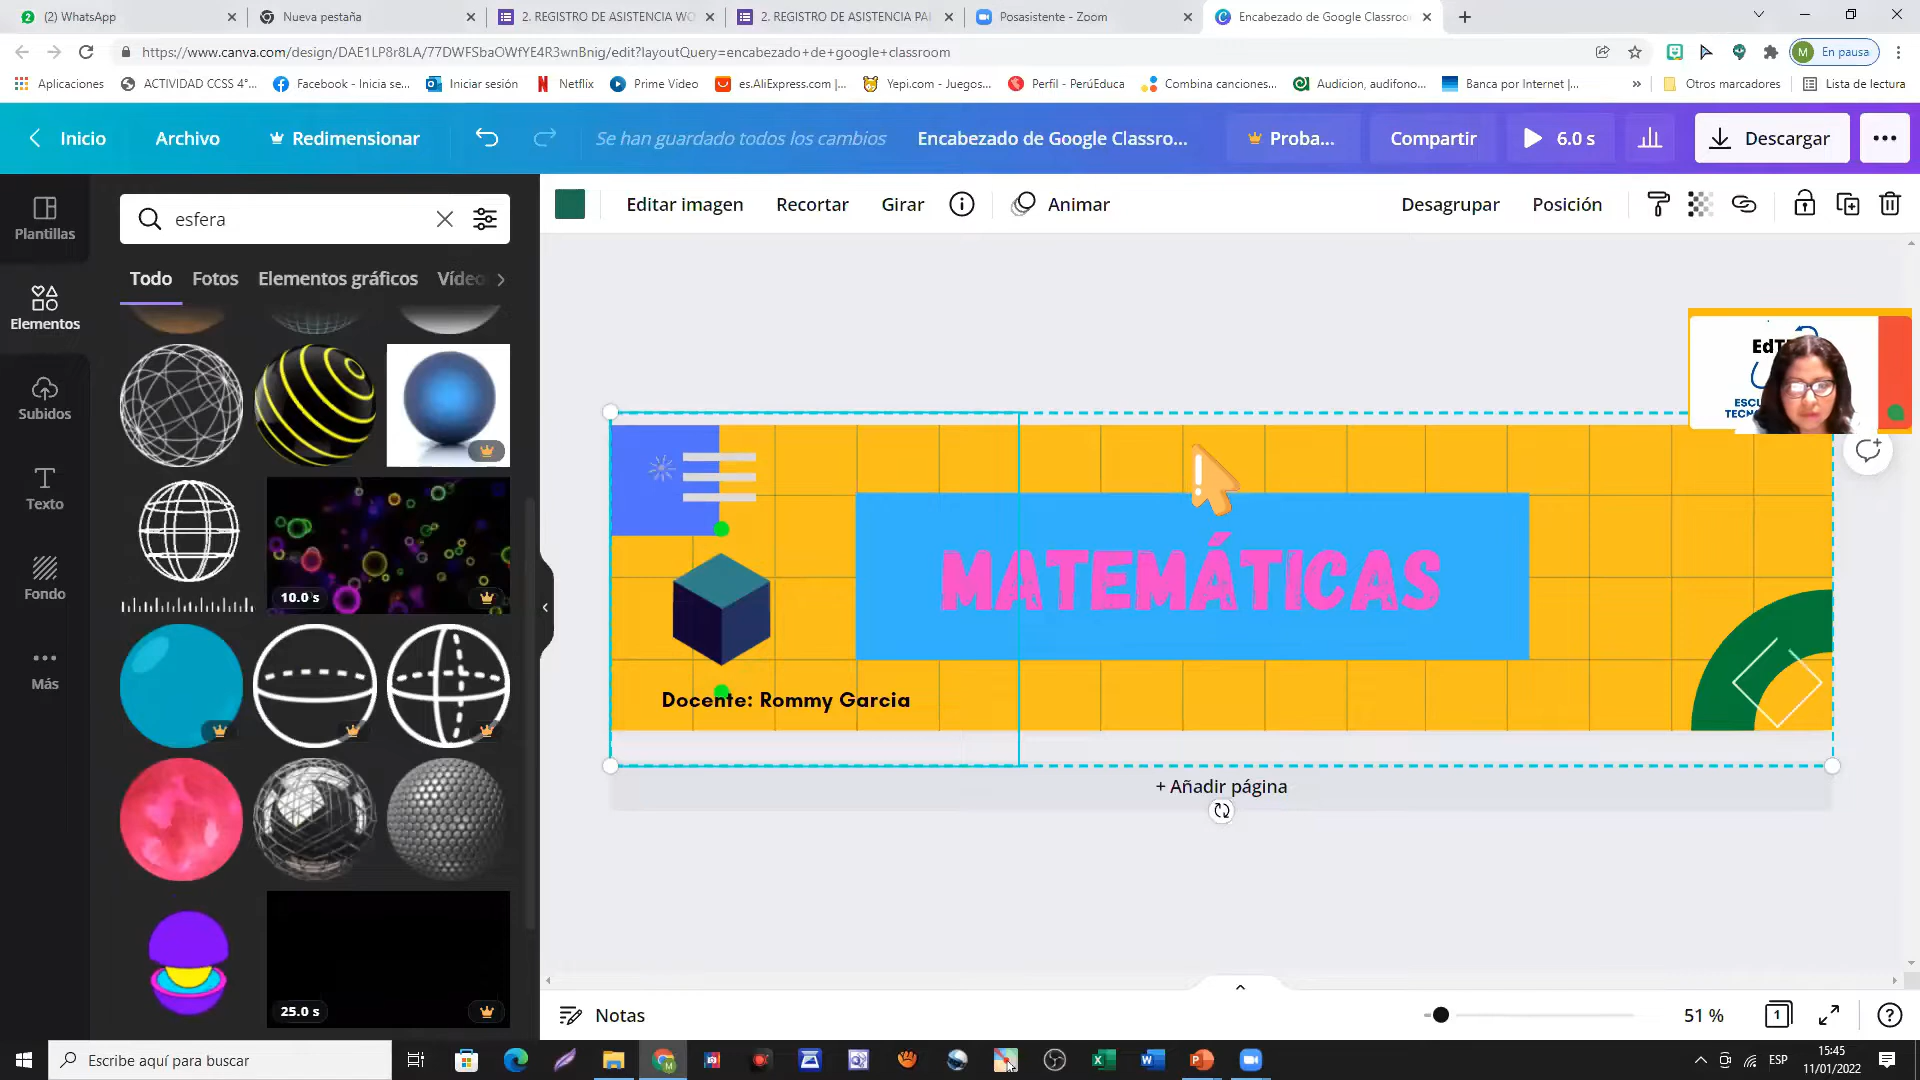 (2) WhatsApp
Nueva pestaña
2. REGISTRO DE ASISTENCIA WO
2. REGISTRO DE ASISTENCIA PAI
Posasistente - Zoom
Encabezado de Google Classroo
https://www.canva.com/design/DAE1LP8r8LA/77DWFSbaOWfYE4R3wnBnig/edit?layoutQuery=encabezado+de+google+classroom
M En pausa
Aplicaciones
ACTIVIDAD CCSS 4°...
Facebook - Inicia se...
Iniciar sesión
Netflix
Prime Video
es.AliExpress.com |...
Yepi.com - Juegos...
Perfil - PerúEduca
Combina canciones...
Audicion, audifono...
Banca por Internet |...
Otros marcadores
Lista de lectura
Inicio
Archivo
Redimensionar
Se han guardado todos los cambios
Encabezado de Google Classro...
Proba...
Compartir
6.0 s
Descargar
Plantillas
Elementos
Subidos
Texto
Fondo
Más
esfera
Todo
Fotos
Elementos gráficos
Vídeo
10.0 s
25.0 s
Editar imagen
Recortar
Girar
Animar
Desagrupar
Posición
MATEMÁTICAS
Docente: Rommy Garcia
+ Añadir página
Notas
51 %
1
Escribe aquí para buscar
ESP
15:45
11/01/2022